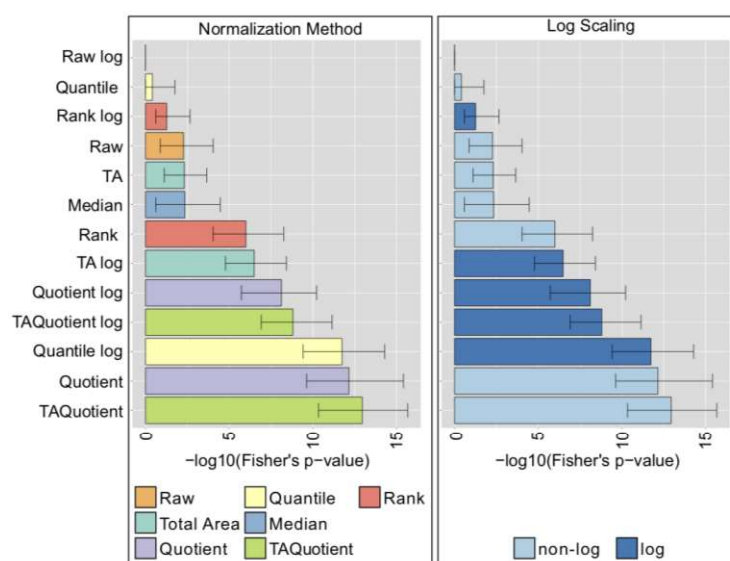 Normalization Method
Log Scaling
Raw log
Quantile
Rank log
Raw
TA
Median
Rank
TA log
Quotient log
TAQuotient log
Quantile log
Quotient
TAQuotient
0 5 10 15
0 5 10 15
−log10(Fisher's p-value)
−log10(Fisher's p-value)
Raw Quantile Rank
Total Area Median
Quotient TAQuotient
non-log log